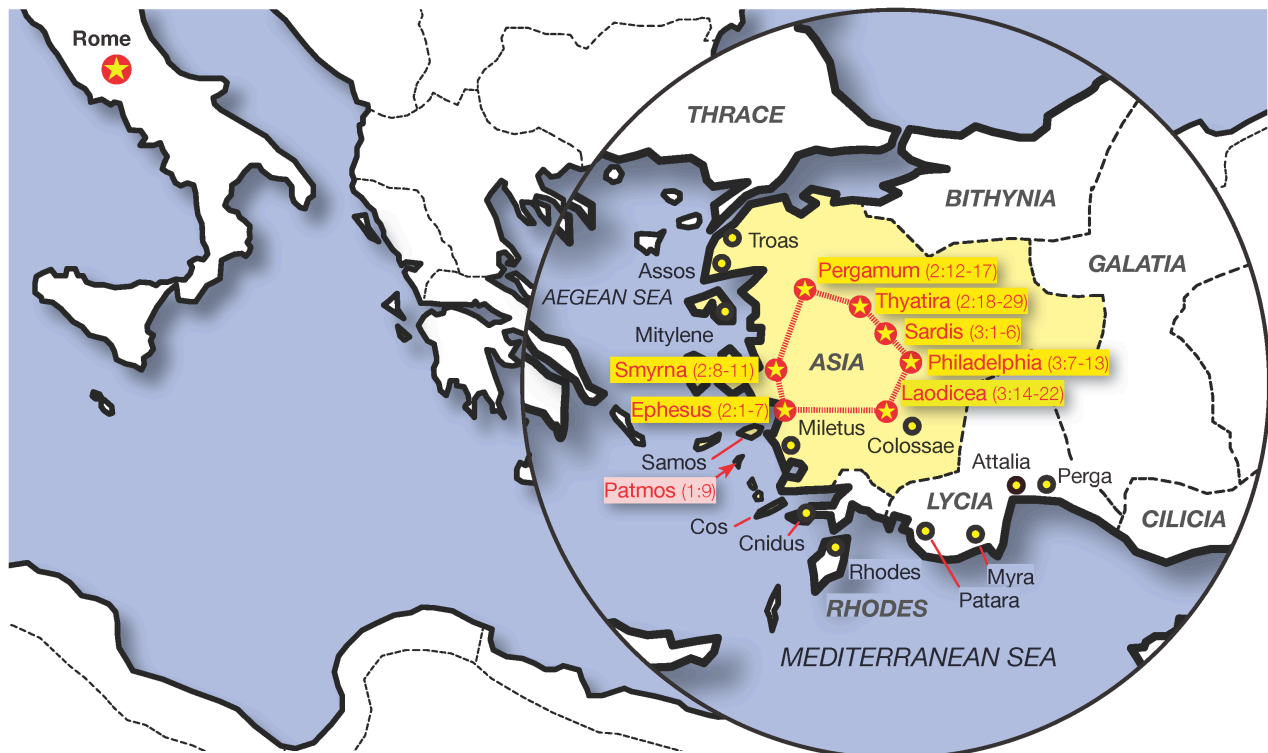 Rome
THRACE
BITHYNIA
GALATIA
Troas
Assos
Pergamum (2:12-17)
AEGEAN SEA
Thyatira (2:18-29)
Mitylene
Sardis (3:1-6)
ASIA
Philadelphia (3:7-13)
Smyrna (2:8-11)
Laodicea (3:14-22)
Ephesus (2:1-7)
Miletus
Colossae
Samos
Attalia
Perga
Patmos (1:9)
LYCIA
CILICIA
Cos
Cnidus
Rhodes
Myra
Patara
RHODES
MEDITERRANEAN SEA